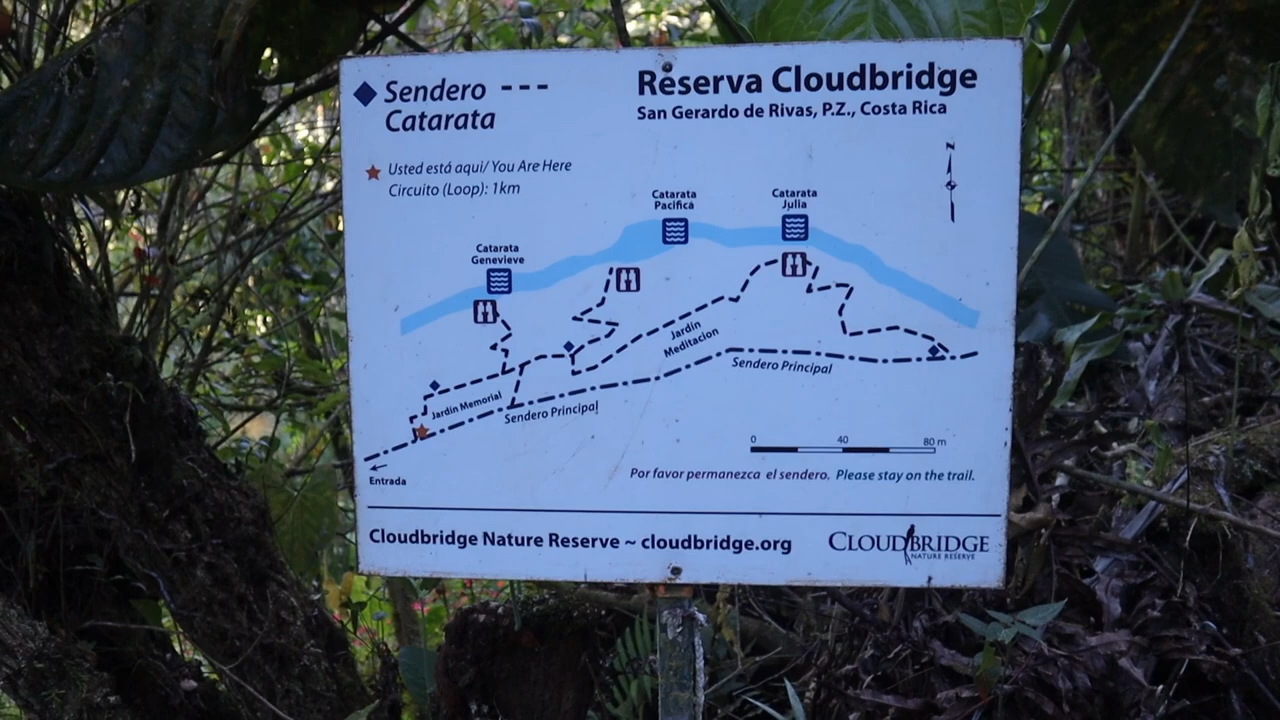 Sendero
Catarata
Reserva Cloudbridge
San Gerardo de Rivas, P.Z., Costa Rica
Usted está aqui/ You Are Here
Circuito (Loop): 1km
N
Catarata
Pacifica
Catarata
Julia
Catarata
Genevieve
Jardin
Meditacion
Sendero Principal
Jardin Memorial
Sendero Principal
0 40 80 m
Entrada
Por favor permanezca el sendero. Please stay on the trail.
Cloudbridge Nature Reserve ~ cloudbridge.org
CLOUDBRIDGE
NATURE RESERVE